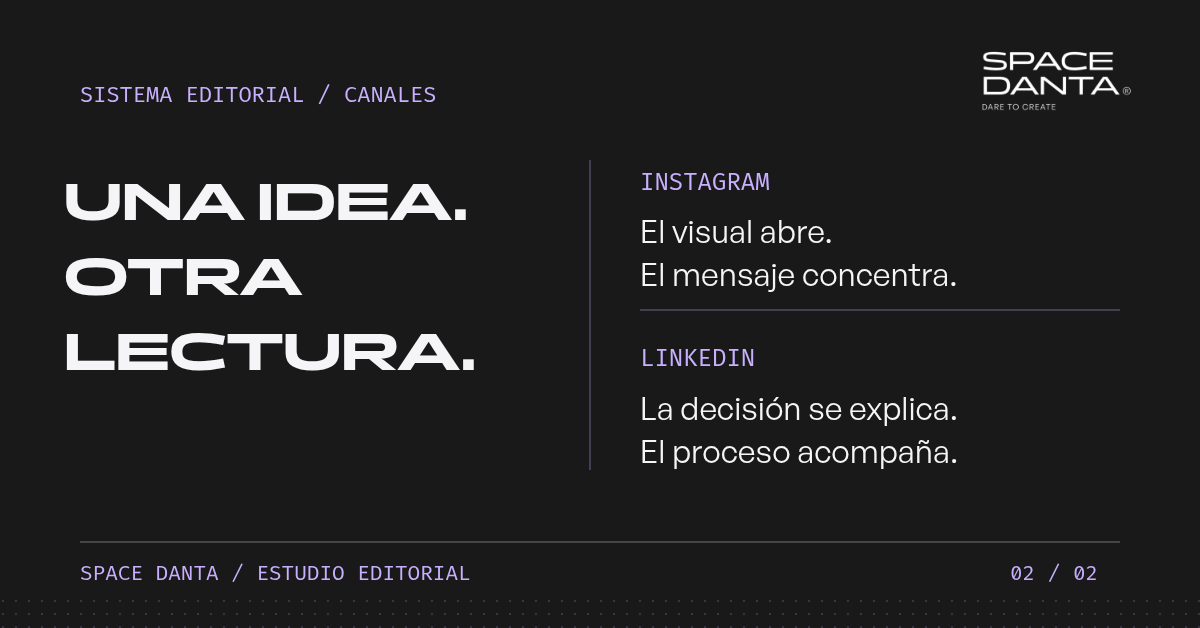 SISTEMA EDITORIAL / CANALES
SPACE
DANTA®
DARE TO CREATE
UNA IDEA.
OTRA
LECTURA.
INSTAGRAM
El visual abre.
El mensaje concentra.
LINKEDIN
La decisión se explica.
El proceso acompaña.
SPACE DANTA / ESTUDIO EDITORIAL
02 / 02